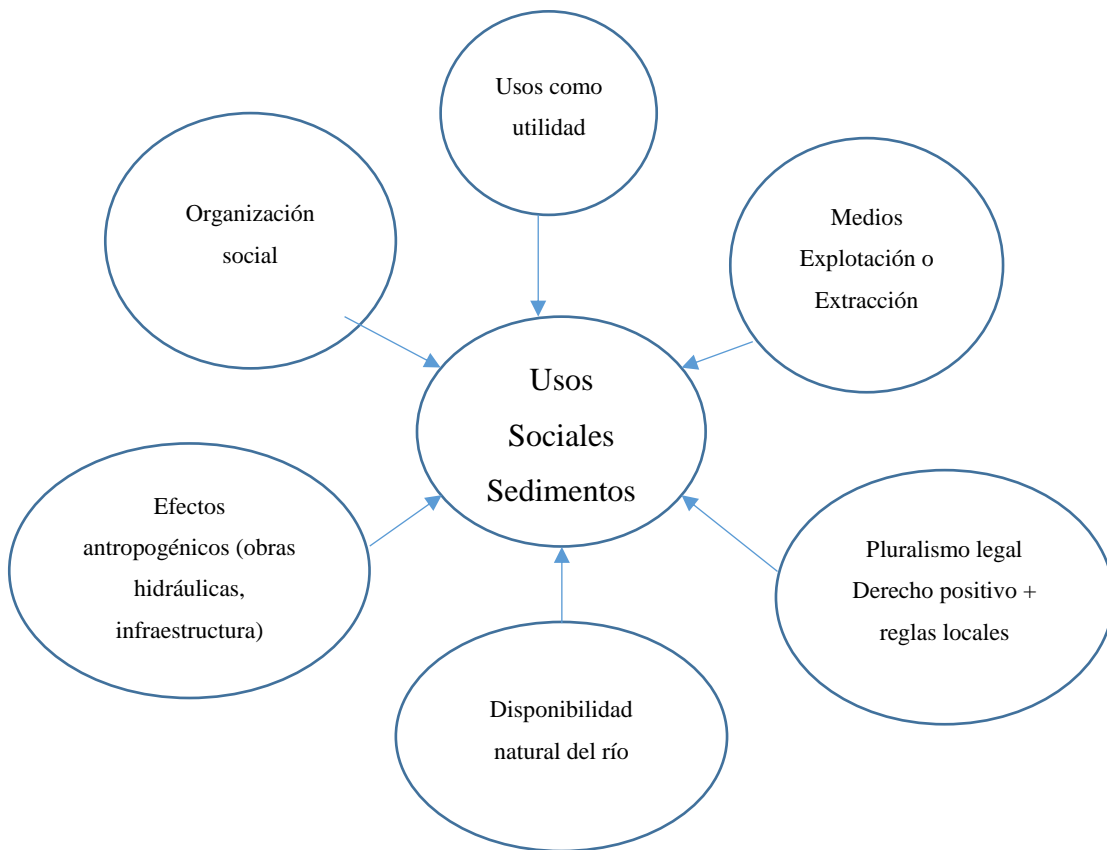 Usos como
utilidad
Organización
social
Medios
Explotación o
Extracción
Usos
Sociales
Sedimentos
Efectos
antropogénicos (obras
hidráulicas,
infraestructura)
Pluralismo legal
Derecho positivo +
reglas locales
Disponibilidad
natural del río